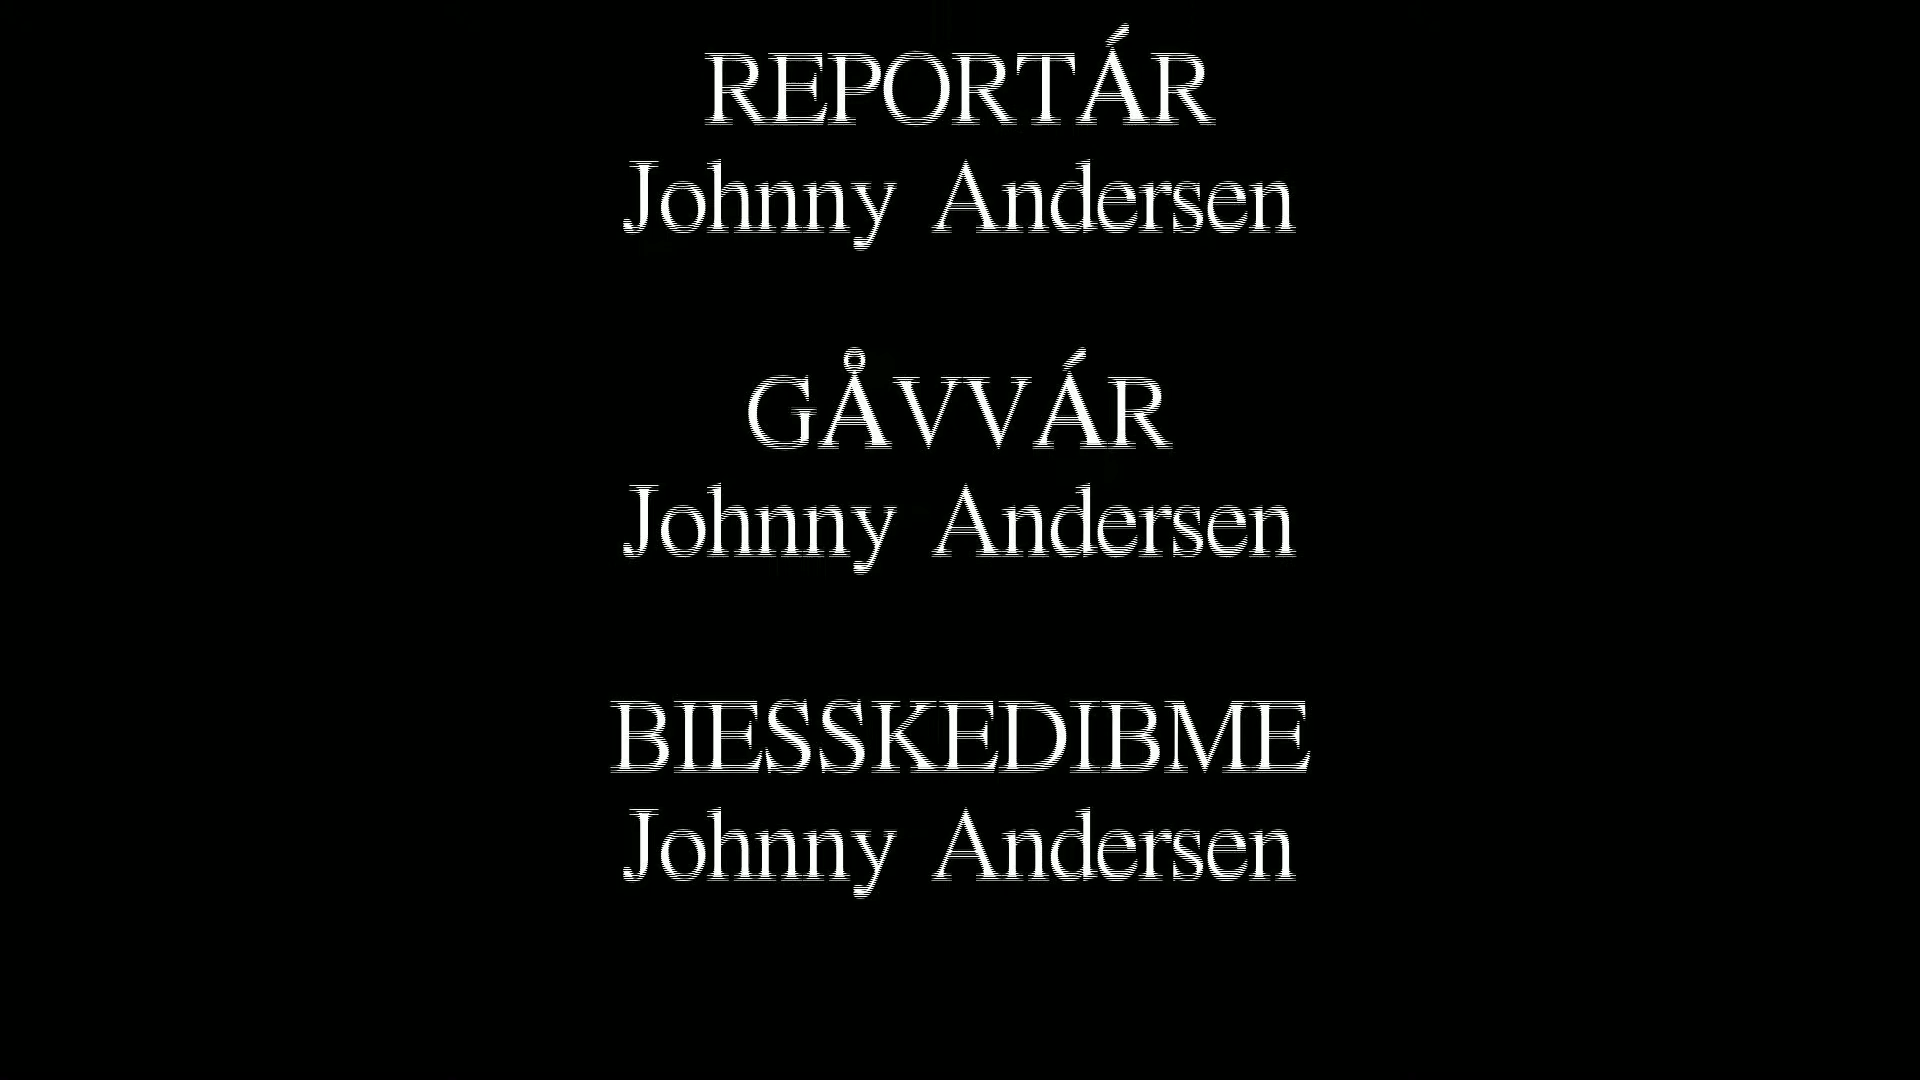 REPORTÁR
Johnny Andersen
GÅVVÁR
Johnny Andersen
BIESSKEDIBME
Johnny Andersen